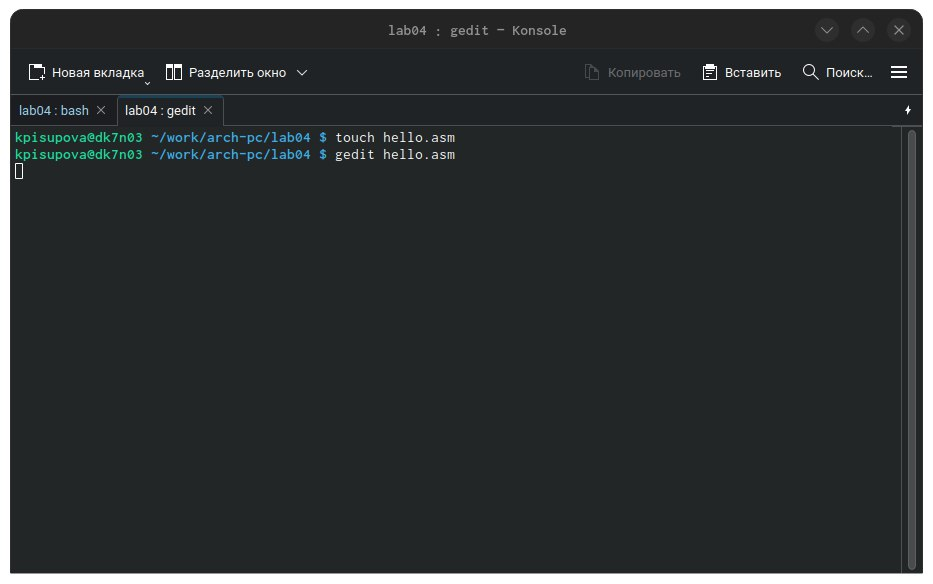 lab04 : gedit — Konsole
Новая вкладка Разделить окно Копировать Вставить Поиск...
lab04 : bash lab04 : gedit
kpisupova@dk7n03 ~/work/arch-pc/lab04 $ touch hello.asm
kpisupova@dk7n03 ~/work/arch-pc/lab04 $ gedit hello.asm